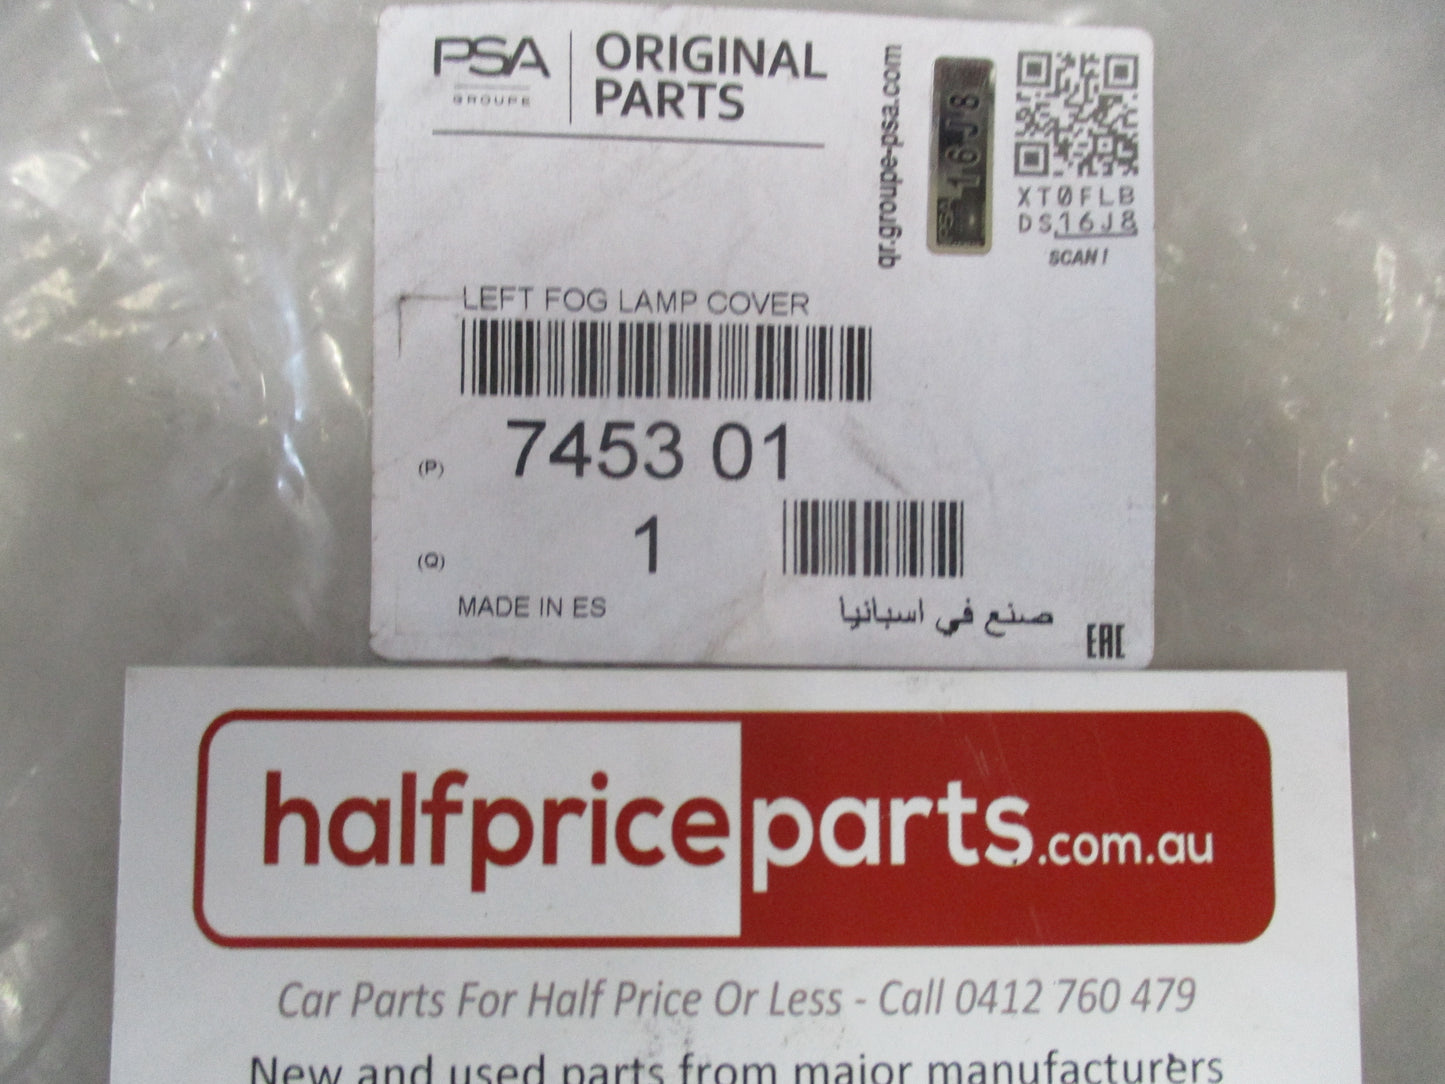 PSA
GROUPE
ORIGINAL
PARTS
qr.groupe-psa.com
PSA 16J8
XT0FLB
DS16J8
SCAN !
LEFT FOG LAMP COVER
(P) 7453 01
(Q) 1
MADE IN ES
صنع في اسبانيا
EAC
halfpriceparts.com.au
Car Parts For Half Price Or Less - Call 0412 760 479
New and used parts from major manufacturers